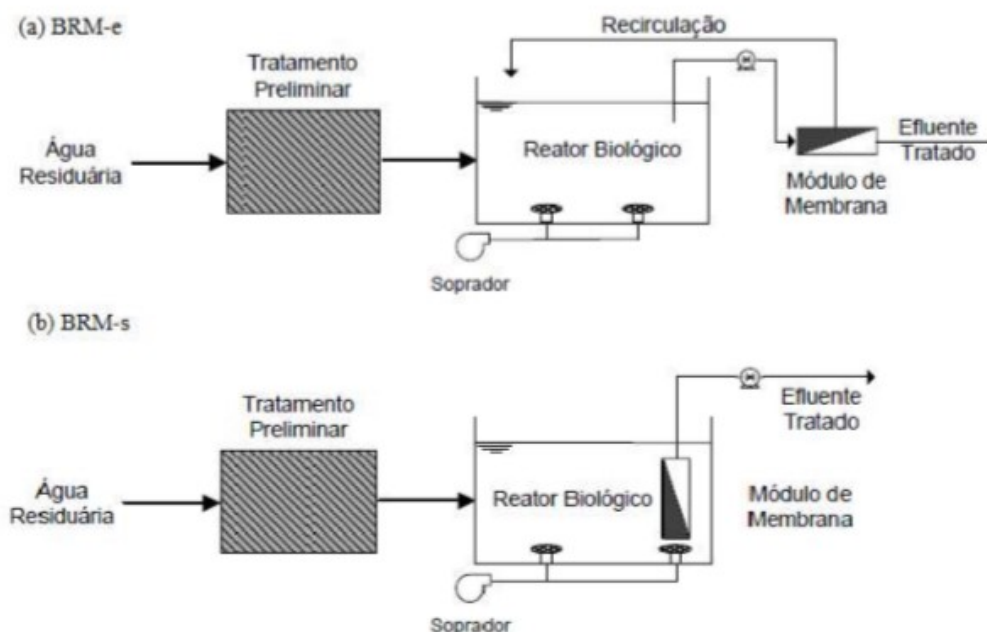 (a) BRM-e
Recirculação
Tratamento
Preliminar
Água
Residuária
Reator Biológico
Efluente
Tratado
Módulo de
Membrana
Soprador
(b) BRM-s
Tratamento
Preliminar
Efluente
Tratado
Água
Residuária
Reator Biológico
Módulo de
Membrana
Soprador